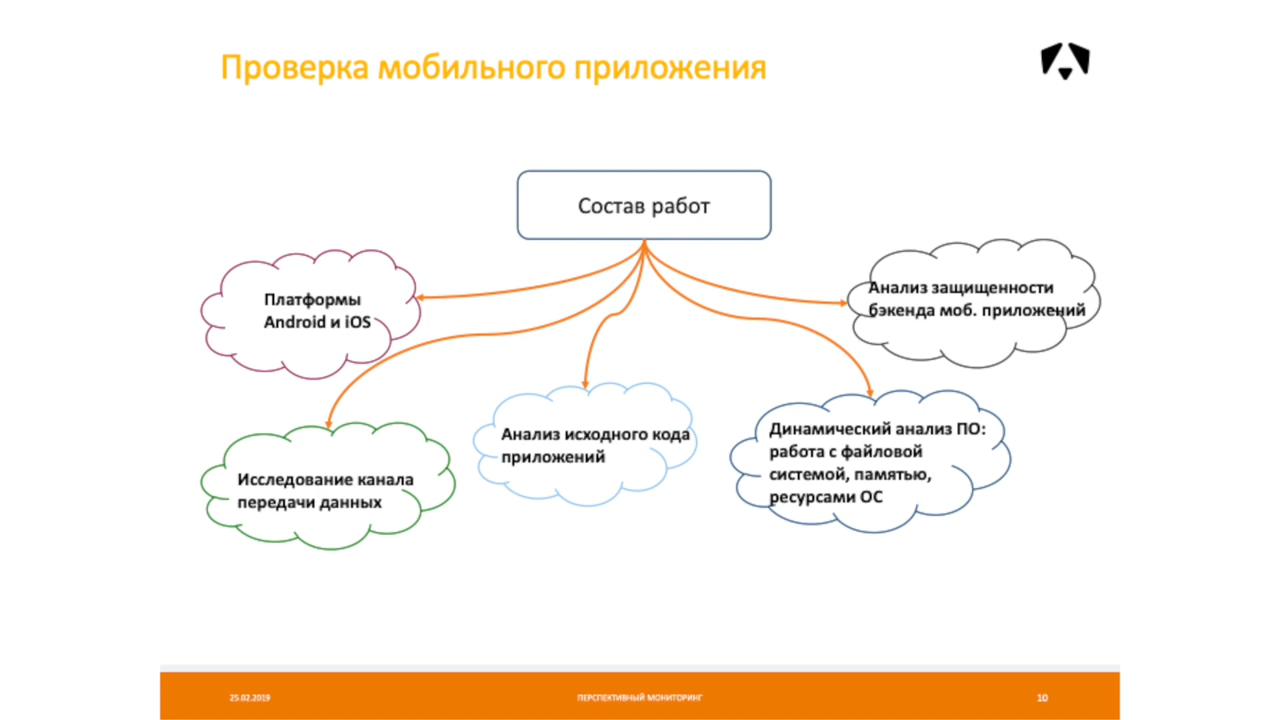 Проверка мобильного приложения
Состав работ
Платформы
Android и iOS
Анализ защищенности
бэкенда моб. приложений
Исследование канала
передачи данных
Анализ исходного кода
приложений
Динамический анализ ПО:
работа с файловой
системой, памятью,
ресурсами ОС
25.02.2019
ПЕРСПЕКТИВНЫЙ МОНИТОРИНГ
10